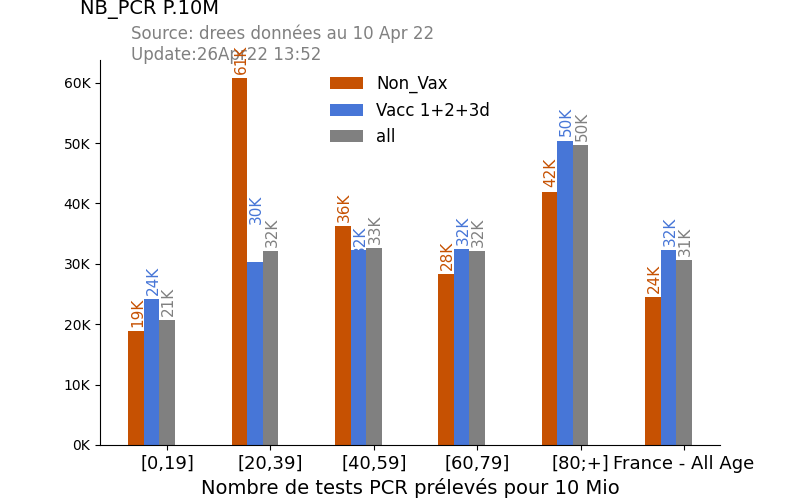 NB_PCR P.10M
Source: drees données au 10 Apr 22
Update:26Apr22 13:52
Non_Vax
Vacc 1+2+3d
all
60K
50K
40K
30K
20K
10K
0K
19K
24K
21K
61K
30K
32K
36K
32K
33K
28K
32K
32K
42K
50K
50K
24K
32K
31K
[0,19]
[20,39]
[40,59]
[60,79]
[80;+]
France - All Age
Nombre de tests PCR prélevés pour 10 Mio